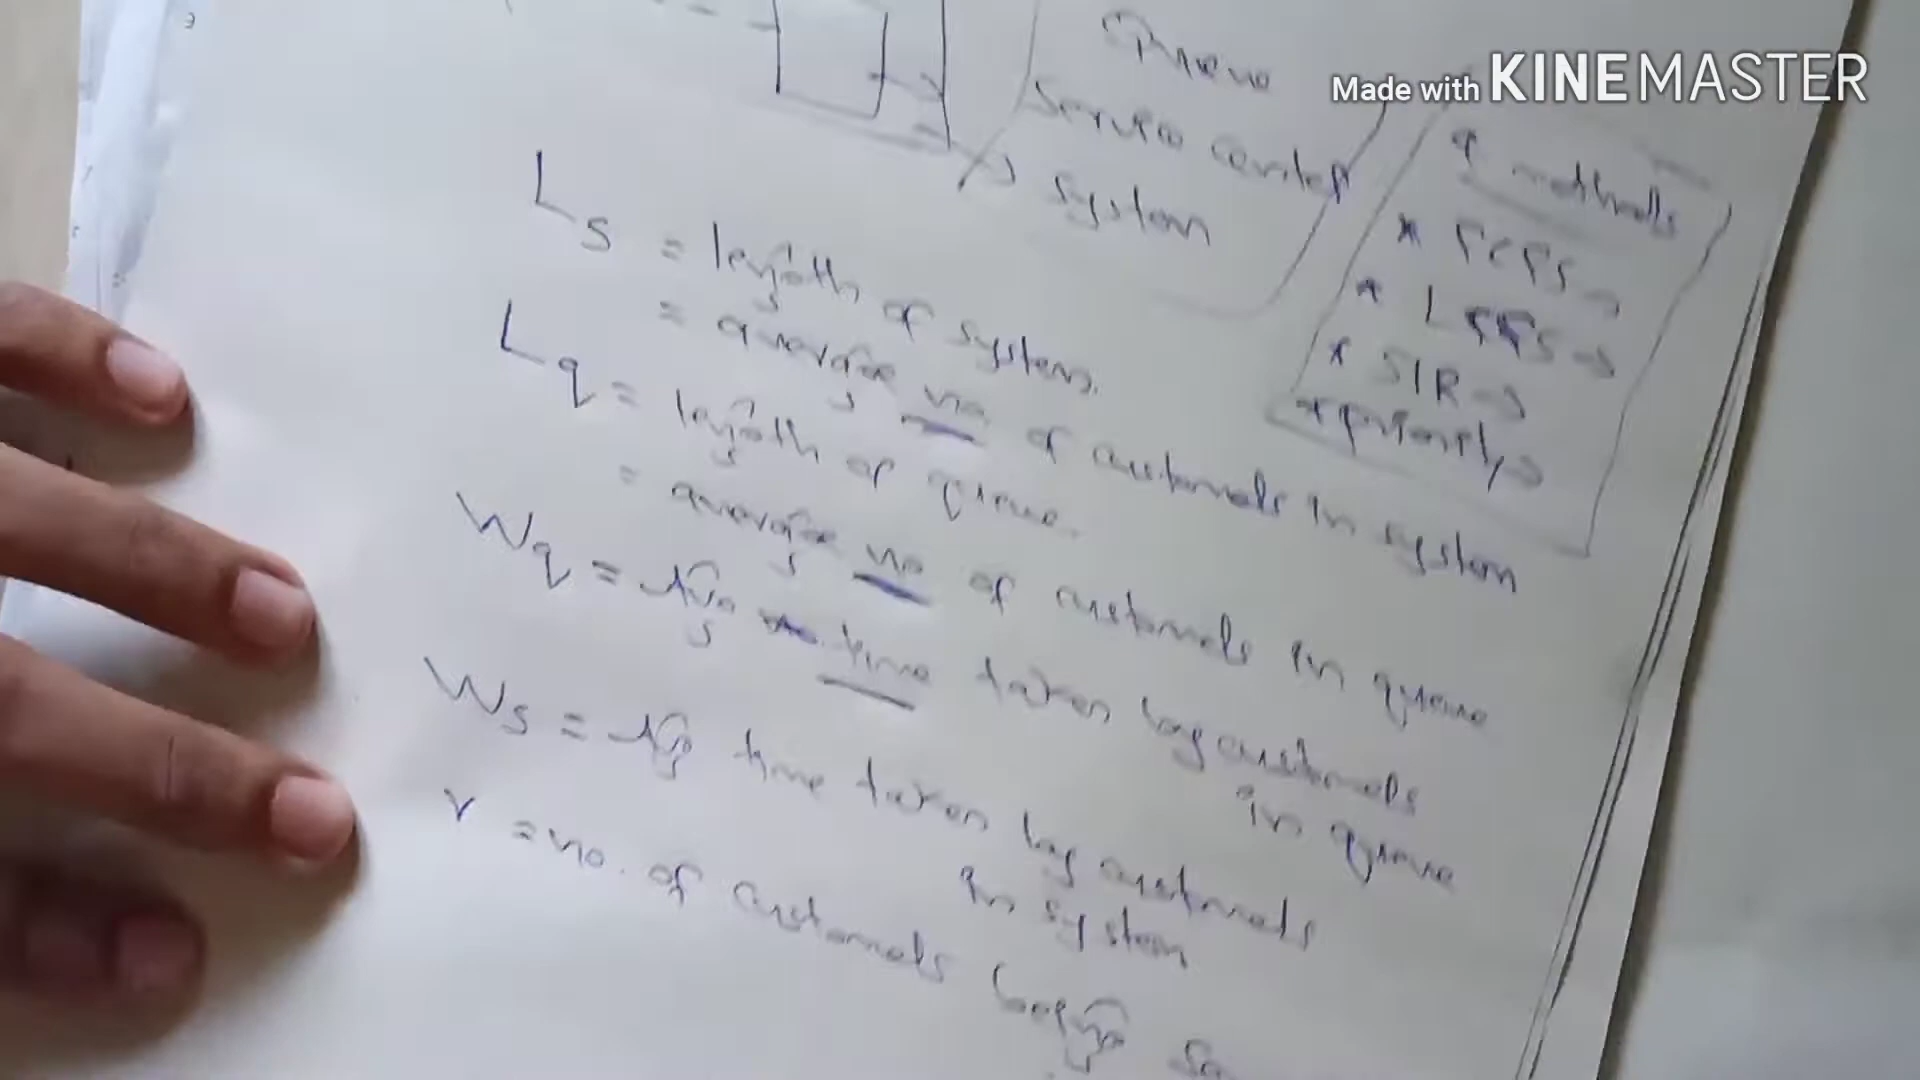 Made with KINEMASTER
Queue
Service center
system
q methods
* FCFS →
* LCFS →
* SIR →
* priority →
Ls = length of system.
= average no of customers in system
Lq = length of queue.
= average no of customers in queue
Wq = Avg time taken by customers
in queue
Ws = Avg time taken by customers
in system
r = no. of customers being